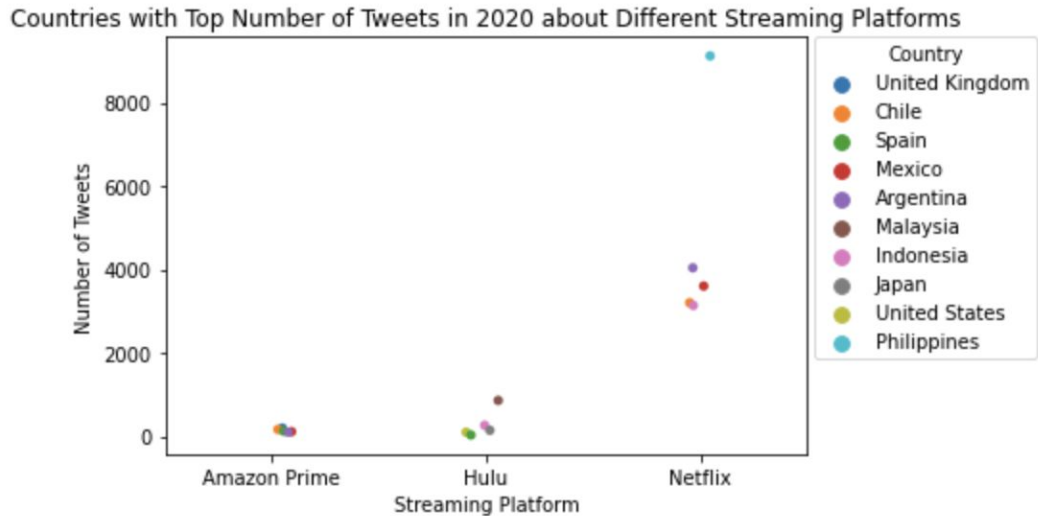 Countries with Top Number of Tweets in 2020 about Different Streaming Platforms
Number of Tweets
8000
6000
4000
2000
0
Amazon Prime
Hulu
Netflix
Streaming Platform
Country
United Kingdom
Chile
Spain
Mexico
Argentina
Malaysia
Indonesia
Japan
United States
Philippines